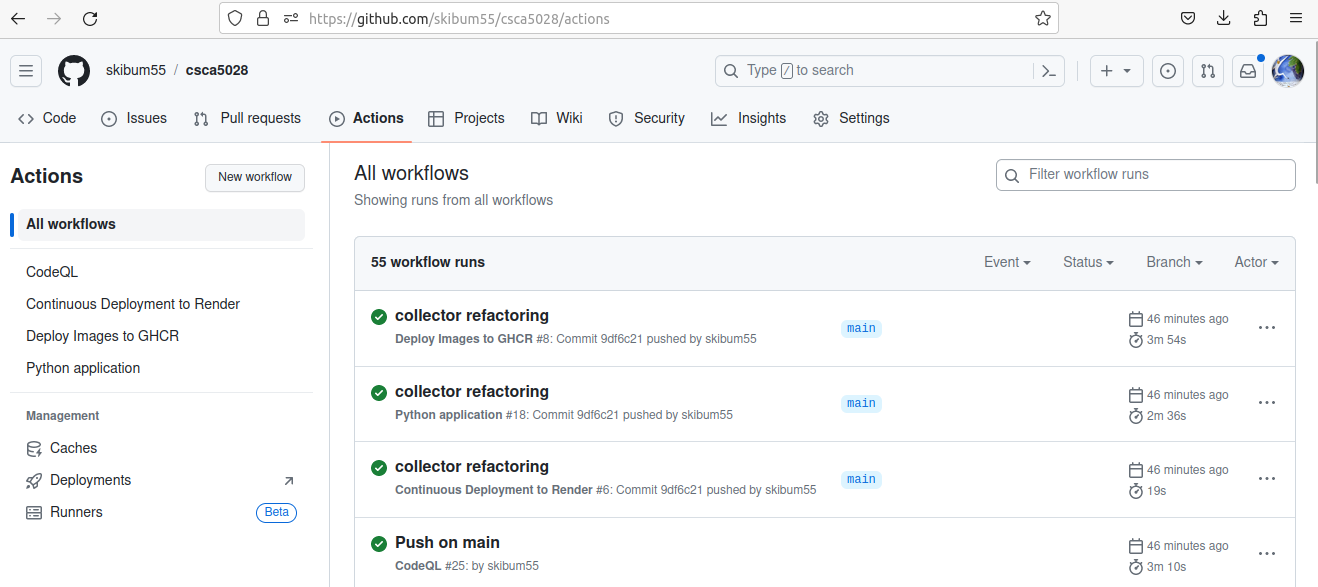 https://github.com/skibum55/csca5028/actions
skibum55 / csca5028
Type / to search
Code Issues Pull requests Actions Projects Wiki Security Insights Settings
Actions
New workflow
All workflows
CodeQL
Continuous Deployment to Render
Deploy Images to GHCR
Python application
Management
Caches
Deployments
Runners Beta
All workflows
Showing runs from all workflows
Filter workflow runs
55 workflow runs Event Status Branch Actor
collector refactoring
Deploy Images to GHCR #8: Commit 9df6c21 pushed by skibum55
main
46 minutes ago
3m 54s
collector refactoring
Python application #18: Commit 9df6c21 pushed by skibum55
main
46 minutes ago
2m 36s
collector refactoring
Continuous Deployment to Render #6: Commit 9df6c21 pushed by skibum55
main
46 minutes ago
19s
Push on main
CodeQL #25: by skibum55
46 minutes ago
3m 10s